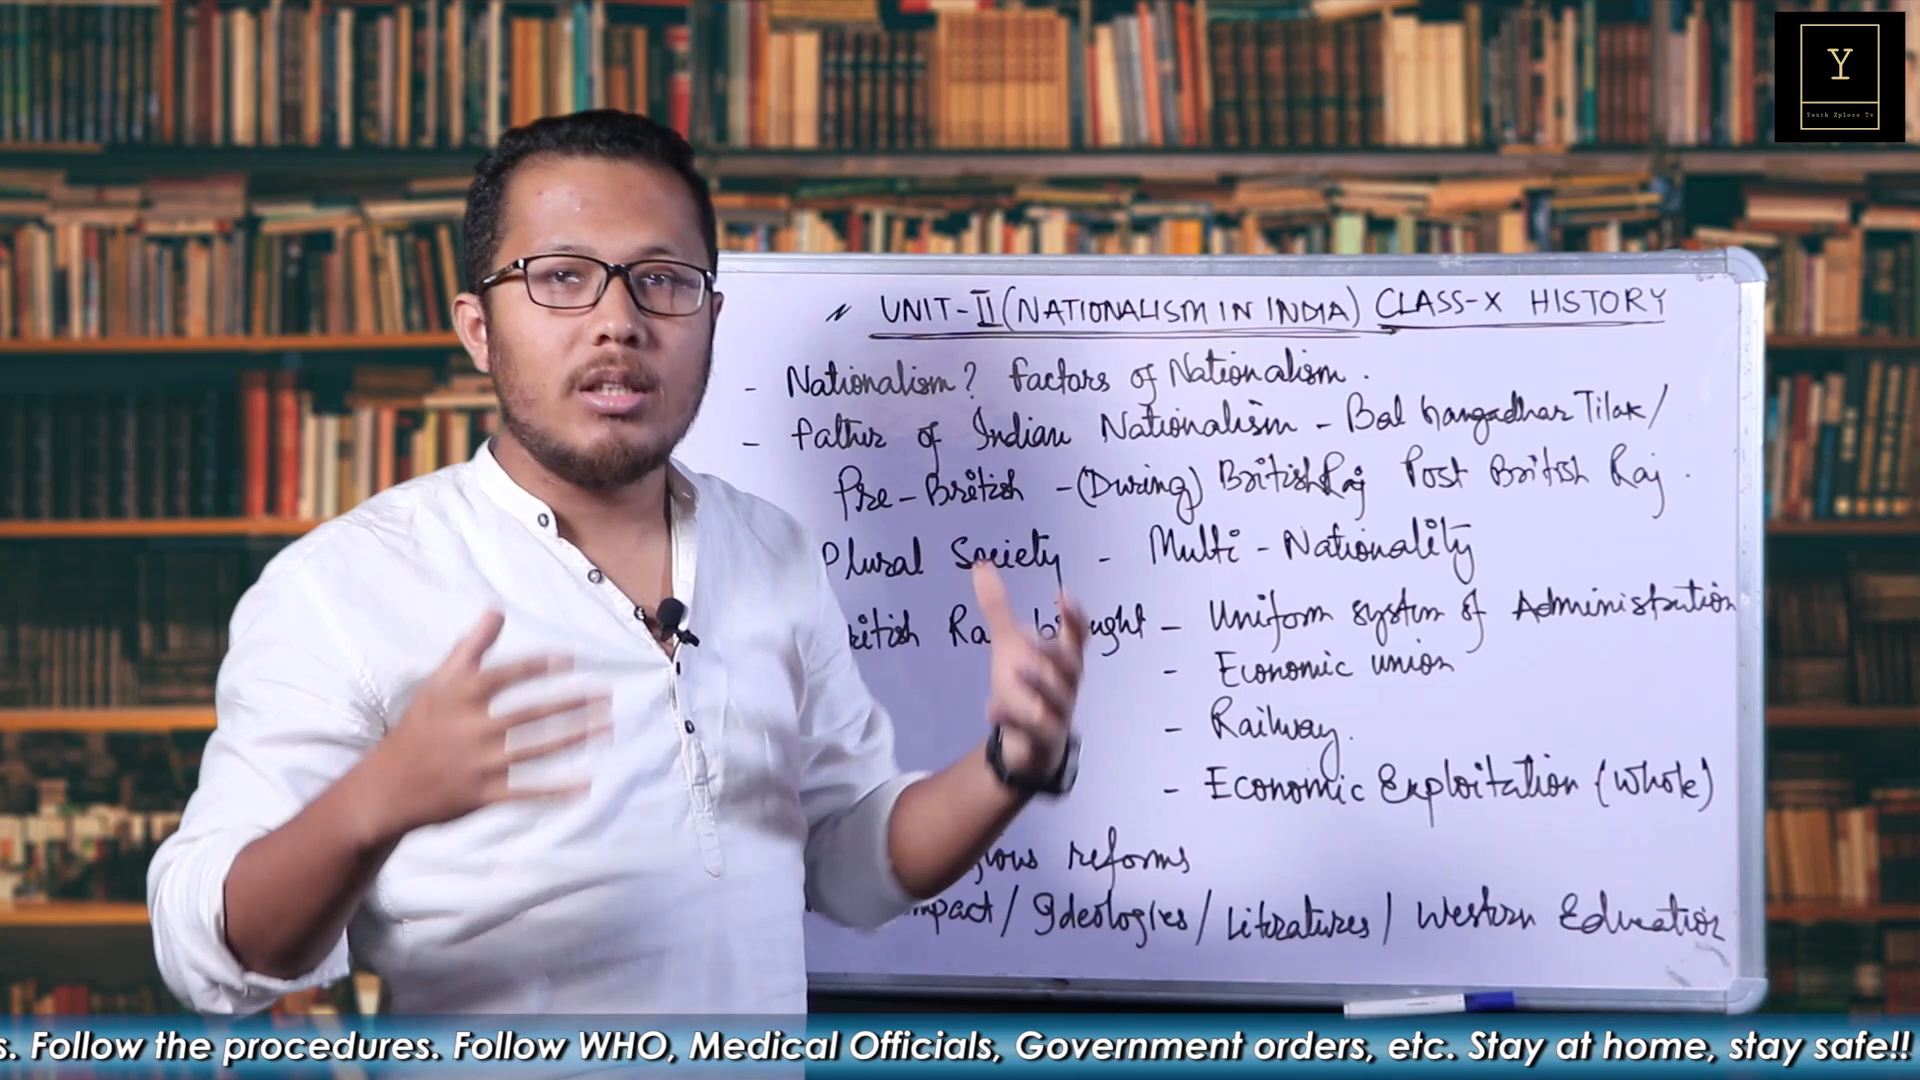 Y
Youth Xplore Tv
UNIT-II (NATIONALISM IN INDIA) CLASS-X HISTORY
- Nationalism? Factors of Nationalism.
- Father of Indian Nationalism - Bal Gangadhar Tilak/
Pre-British - (During) British Raj Post British Raj.
Plural Society - Multi-Nationality
- Uniform system of Administration
- Economic union
- Railway.
- Economic Exploitation (Whole)
reforms
/ Ideologies / Literatures / Western Education
Follow the procedures. Follow WHO, Medical Officials, Government orders, etc. Stay at home, stay safe!!